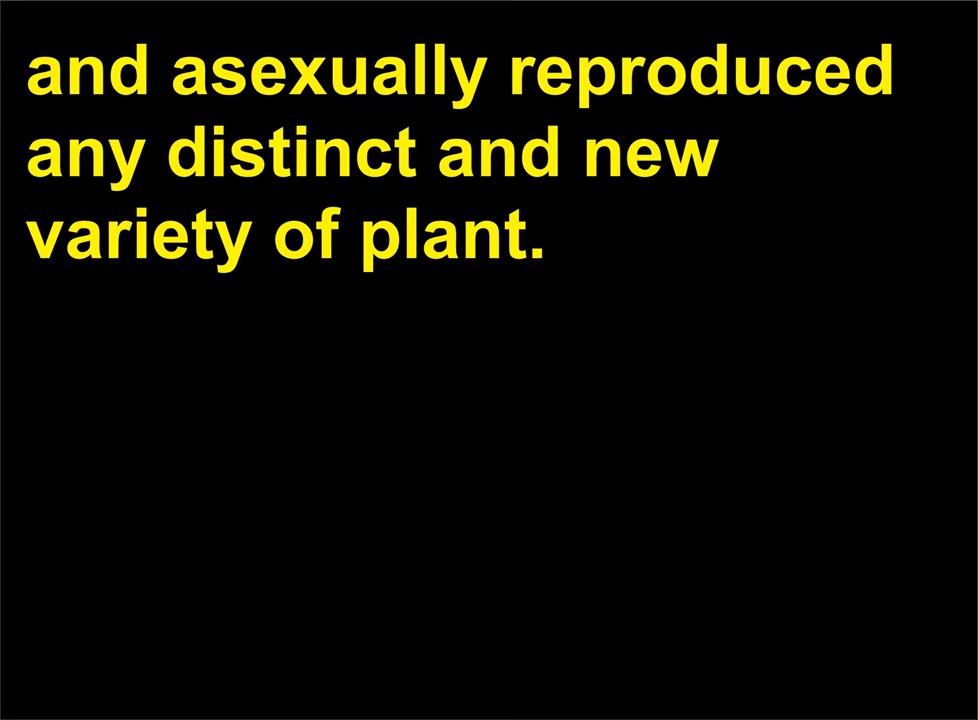 and asexually reproduced
any distinct and new
variety of plant.